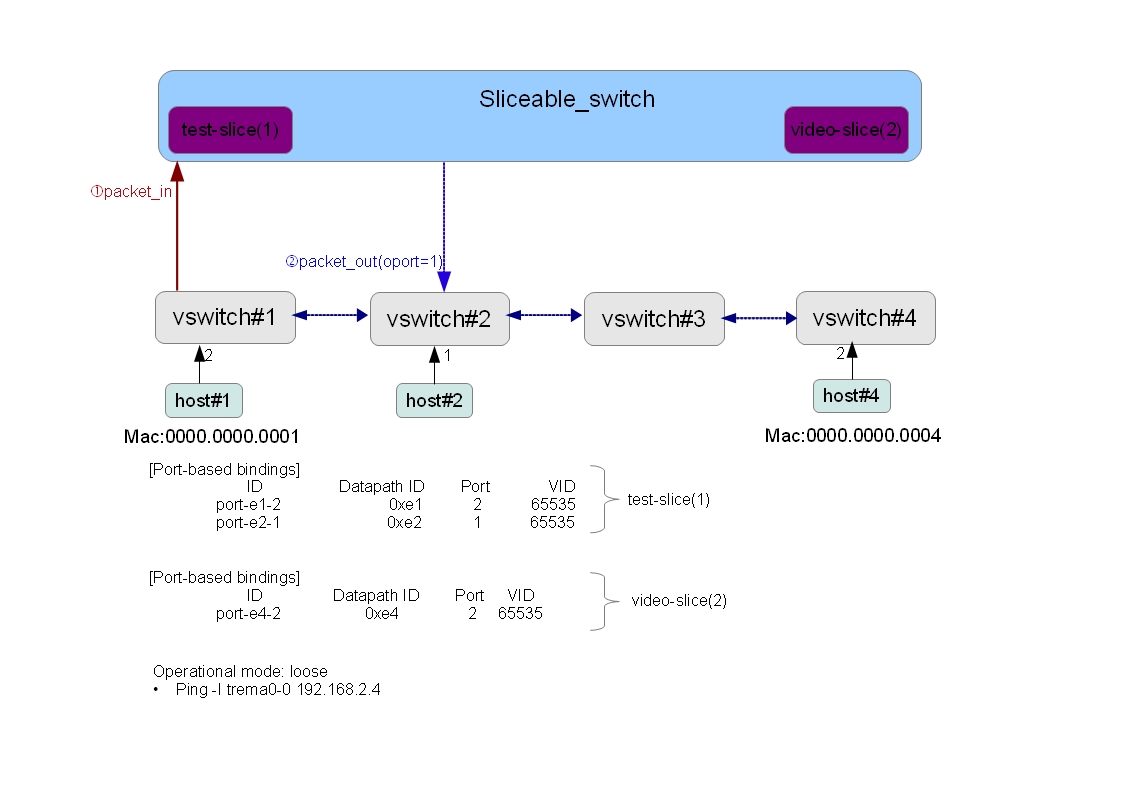 Sliceable_switch
test-slice(1)
video-slice(2)
①packet_in
②packet_out(oport=1)
vswitch#1
vswitch#2
vswitch#3
vswitch#4
2
1
2
host#1
host#2
host#4
Mac:0000.0000.0001
Mac:0000.0000.0004
[Port-based bindings]
ID Datapath ID Port VID
port-e1-2 0xe1 2 65535
test-slice(1)
port-e2-1 0xe2 1 65535
[Port-based bindings]
ID Datapath ID Port VID
video-slice(2)
port-e4-2 0xe4 2 65535
Operational mode: loose
• Ping -I trema0-0 192.168.2.4